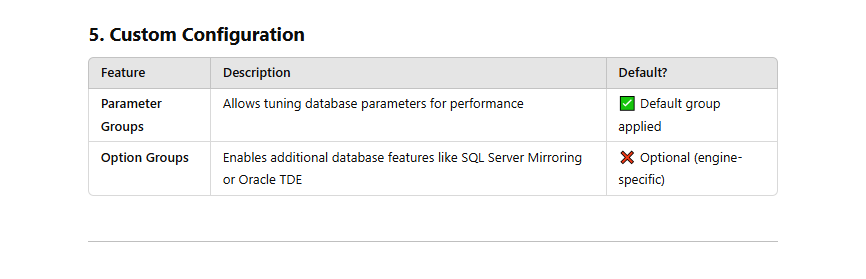 5. Custom Configuration
Feature Description Default?
Parameter Groups Allows tuning database parameters for performance ✅ Default group applied
Option Groups Enables additional database features like SQL Server Mirroring or Oracle TDE ❌ Optional (engine-specific)